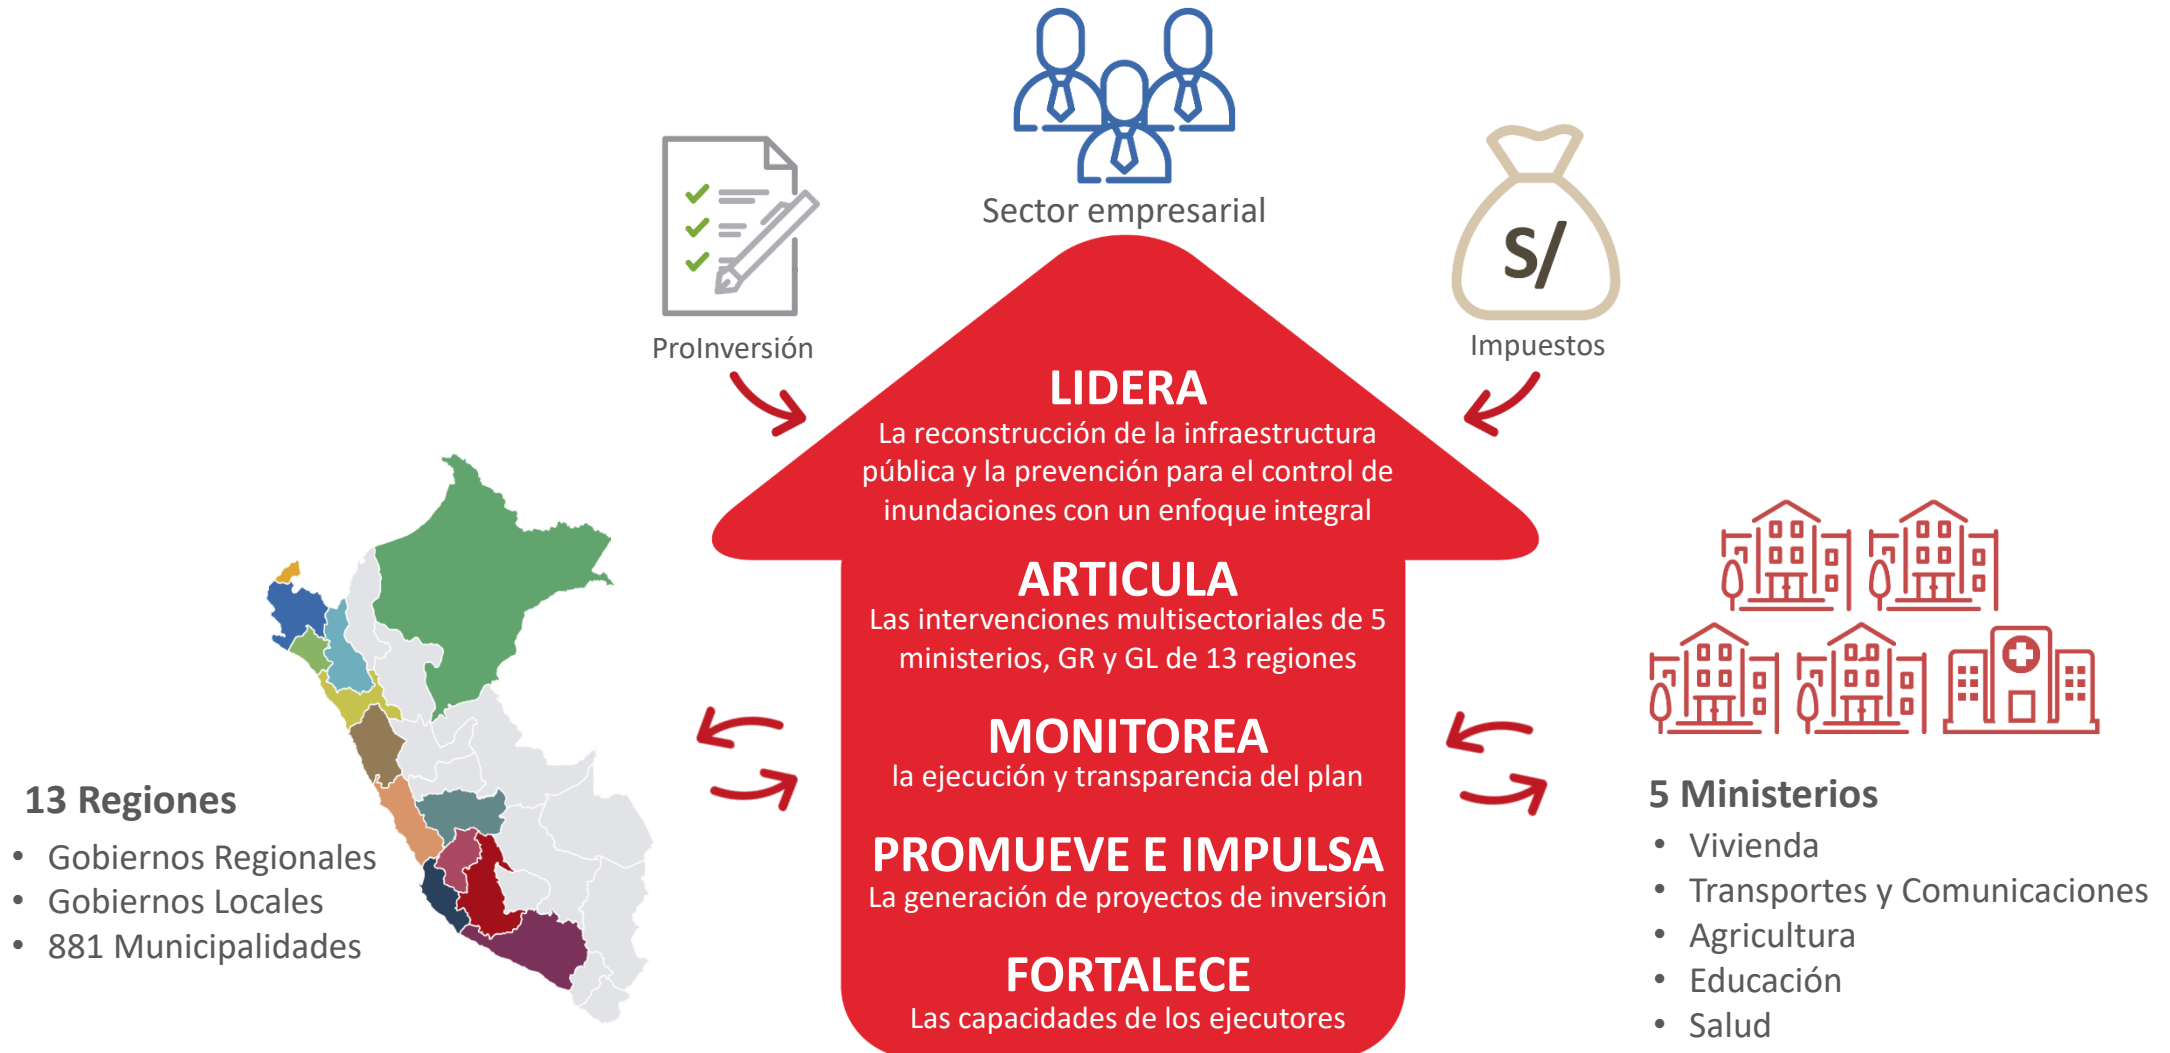 Sector empresarial
S/
ProInversión
Impuestos
LIDERA
La reconstrucción de la infraestructura
pública y la prevención para el control de
inundaciones con un enfoque integral
ARTICULA
Las intervenciones multisectoriales de 5
ministerios, GR y GL de 13 regiones
MONITOREA
la ejecución y transparencia del plan
PROMUEVE E IMPULSA
La generación de proyectos de inversión
FORTALECE
Las capacidades de los ejecutores
13 Regiones
• Gobiernos Regionales
• Gobiernos Locales
• 881 Municipalidades
5 Ministerios
• Vivienda
• Transportes y Comunicaciones
• Agricultura
• Educación
• Salud